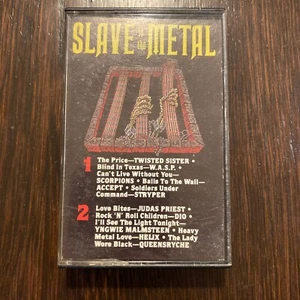 SLAVE TO THE METAL
1 The Price—TWISTED SISTER •
Blind In Texas—W.A.S.P. •
Can't Live Without You—
SCORPIONS • Balls To The Wall—
ACCEPT • Soldiers Under
Command—STRYPER
2 Love Bites—JUDAS PRIEST •
Rock 'N' Roll Children—DIO •
I'll See The Light Tonight—
YNGWIE MALMSTEEN • Heavy
Metal Love—HELIX • The Lady
Wore Black—QUEENSRYCHE